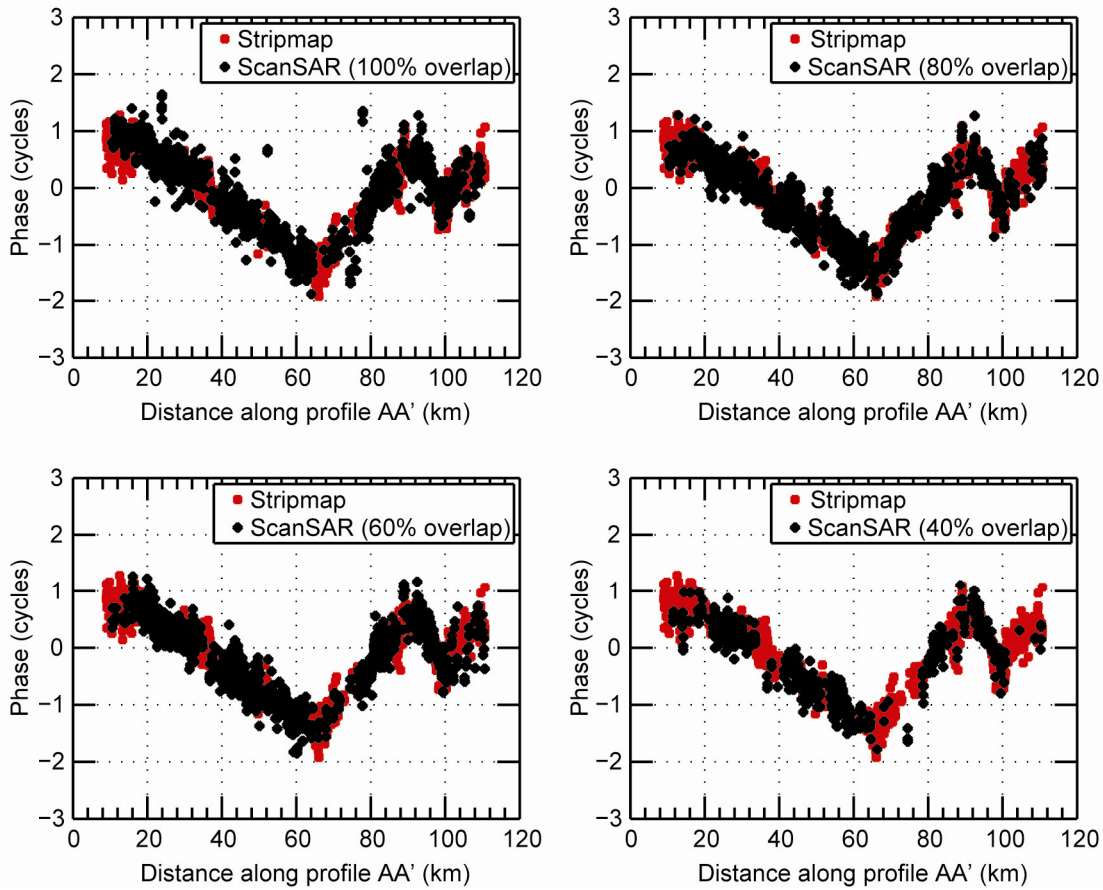 Stripmap
ScanSAR (100% overlap)
3
2
1
0
−1
−2
−3
Phase (cycles)
0 20 40 60 80 100 120
Distance along profile AA' (km)
Stripmap
ScanSAR (80% overlap)
3
2
1
0
−1
−2
−3
Phase (cycles)
0 20 40 60 80 100 120
Distance along profile AA' (km)
Stripmap
ScanSAR (60% overlap)
3
2
1
0
−1
−2
−3
Phase (cycles)
0 20 40 60 80 100 120
Distance along profile AA' (km)
Stripmap
ScanSAR (40% overlap)
3
2
1
0
−1
−2
−3
Phase (cycles)
0 20 40 60 80 100 120
Distance along profile AA' (km)